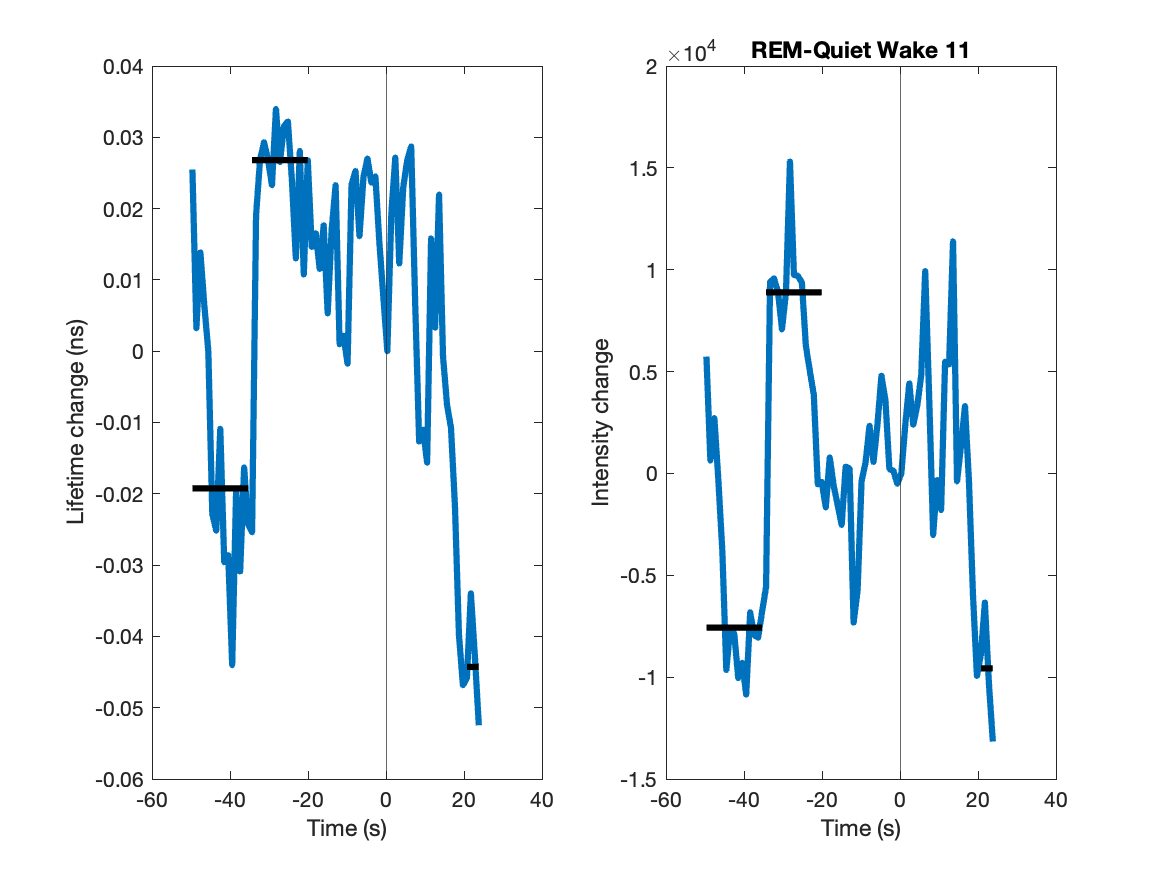 0.04
0.03
0.02
0.01
0
-0.01
-0.02
-0.03
-0.04
-0.05
-0.06
-60 -40 -20 0 20 40
Time (s)
Lifetime change (ns)
REM-Quiet Wake 11
×10⁴
2
1.5
1
0.5
0
-0.5
-1
-1.5
-60 -40 -20 0 20 40
Time (s)
Intensity change